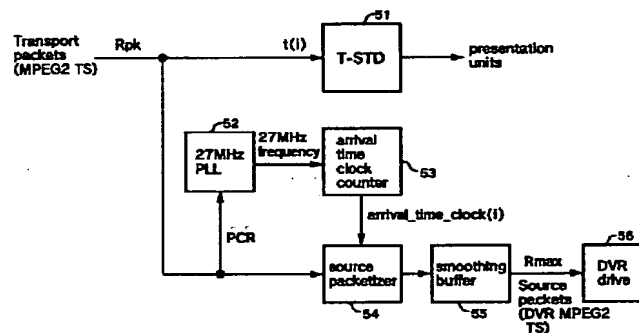 51
Transport packets (MPEG2 TS)
Rpk
t(i)
T-STD
presentation units
52
27MHz PLL
27MHz frequency
arrival time clock counter
53
arrival_time_clock(i)
PCR
source packetizer
54
smoothing buffer
55
Rmax
Source packets (DVR MPEG2 TS)
56
DVR drive